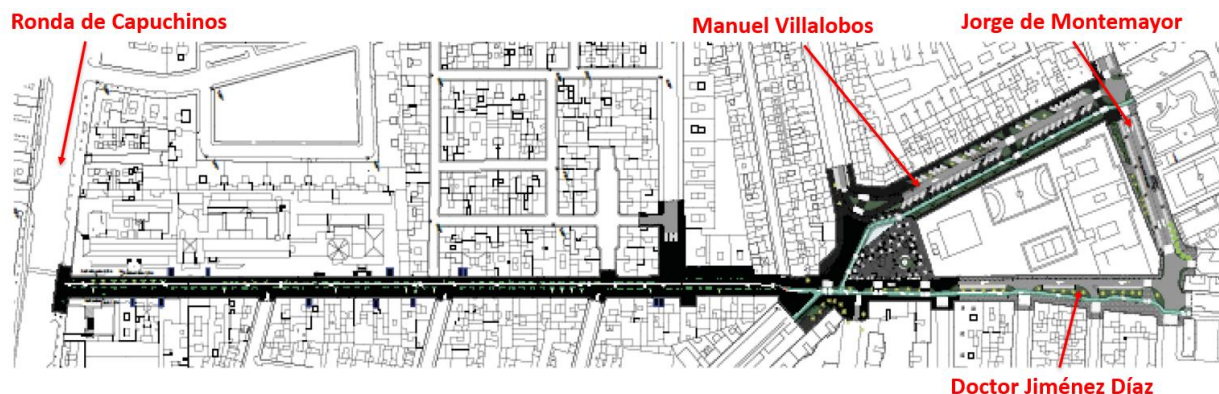 Ronda de Capuchinos
Manuel Villalobos
Jorge de Montemayor
Doctor Jiménez Díaz